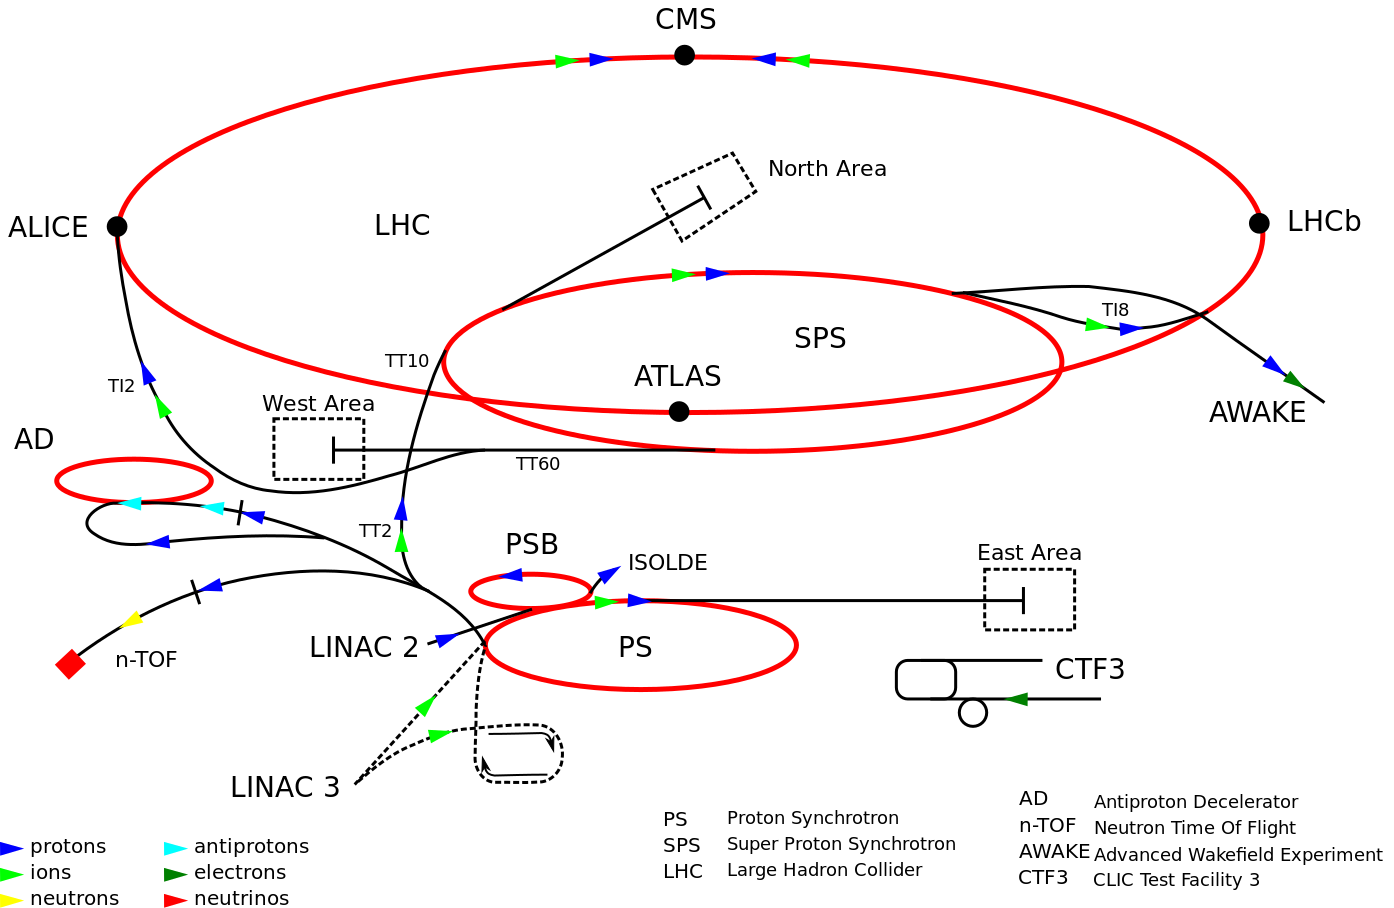 CMS
North Area
ALICE
LHC
LHCb
TI8
SPS
TT10
ATLAS
TI2
West Area
AWAKE
AD
TT60
TT2
PSB
ISOLDE
East Area
LINAC 2
PS
n-TOF
CTF3
LINAC 3
protons
ions
neutrons
antiprotons
electrons
neutrinos
PS Proton Synchrotron
SPS Super Proton Synchrotron
LHC Large Hadron Collider
AD Antiproton Decelerator
n-TOF Neutron Time Of Flight
AWAKE Advanced Wakefield Experiment
CTF3 CLIC Test Facility 3